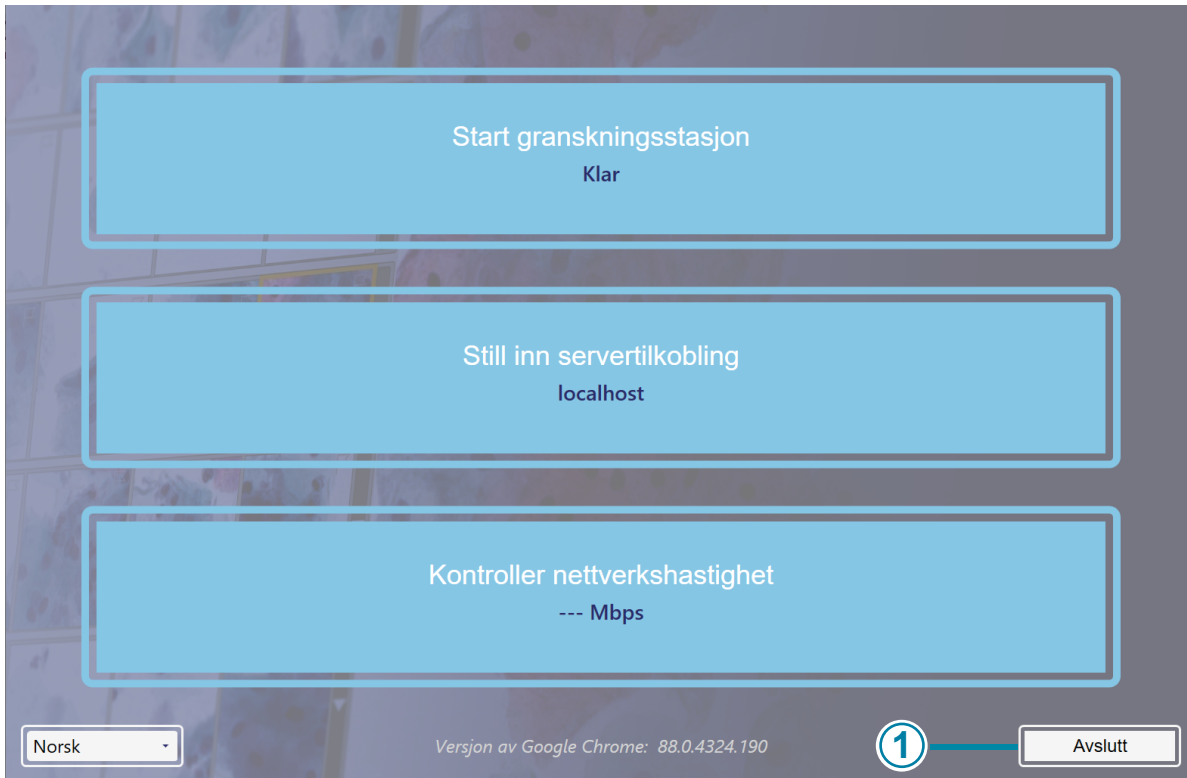 Start granskningsstasjon
Klar
Still inn servertilkobling
localhost
Kontroller nettverkshastighet
--- Mbps
Norsk
Versjon av Google Chrome: 88.0.4324.190
1
Avslutt